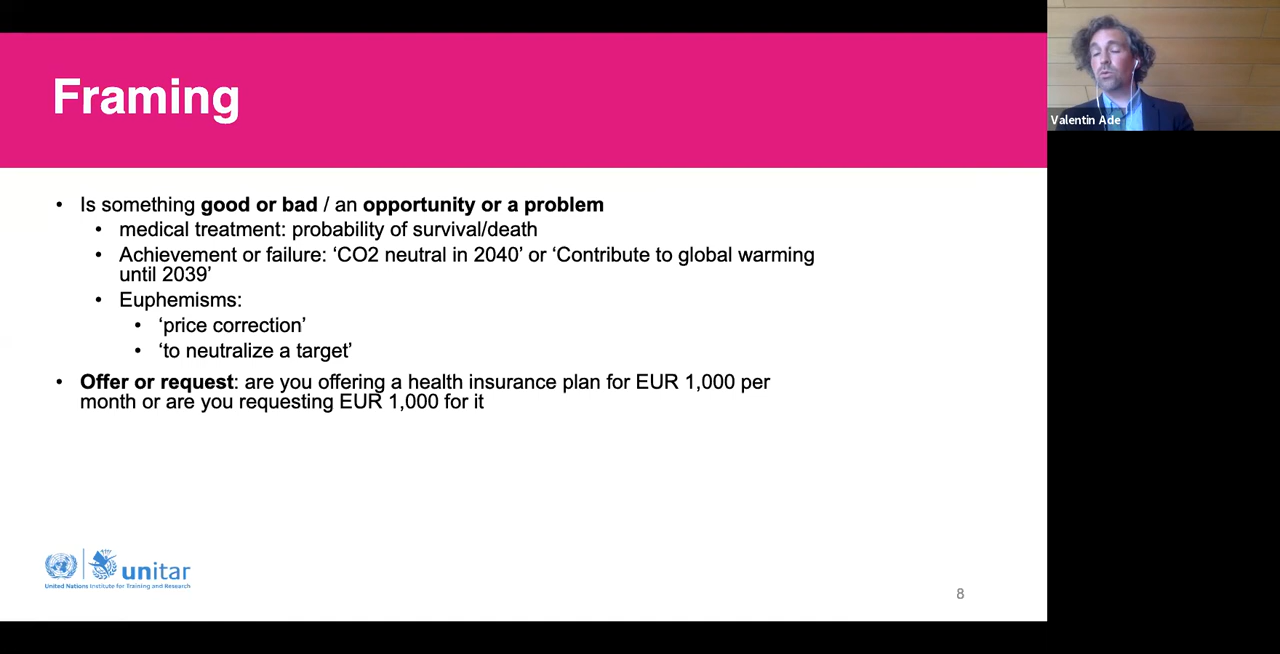 Framing
Valentin Ade
• Is something good or bad / an opportunity or a problem
• medical treatment: probability of survival/death
• Achievement or failure: ‘CO2 neutral in 2040’ or ‘Contribute to global warming
until 2039’
• Euphemisms:
• ‘price correction’
• ‘to neutralize a target’
• Offer or request: are you offering a health insurance plan for EUR 1,000 per
month or are you requesting EUR 1,000 for it
unitar
United Nations Institute for Training and Research
8